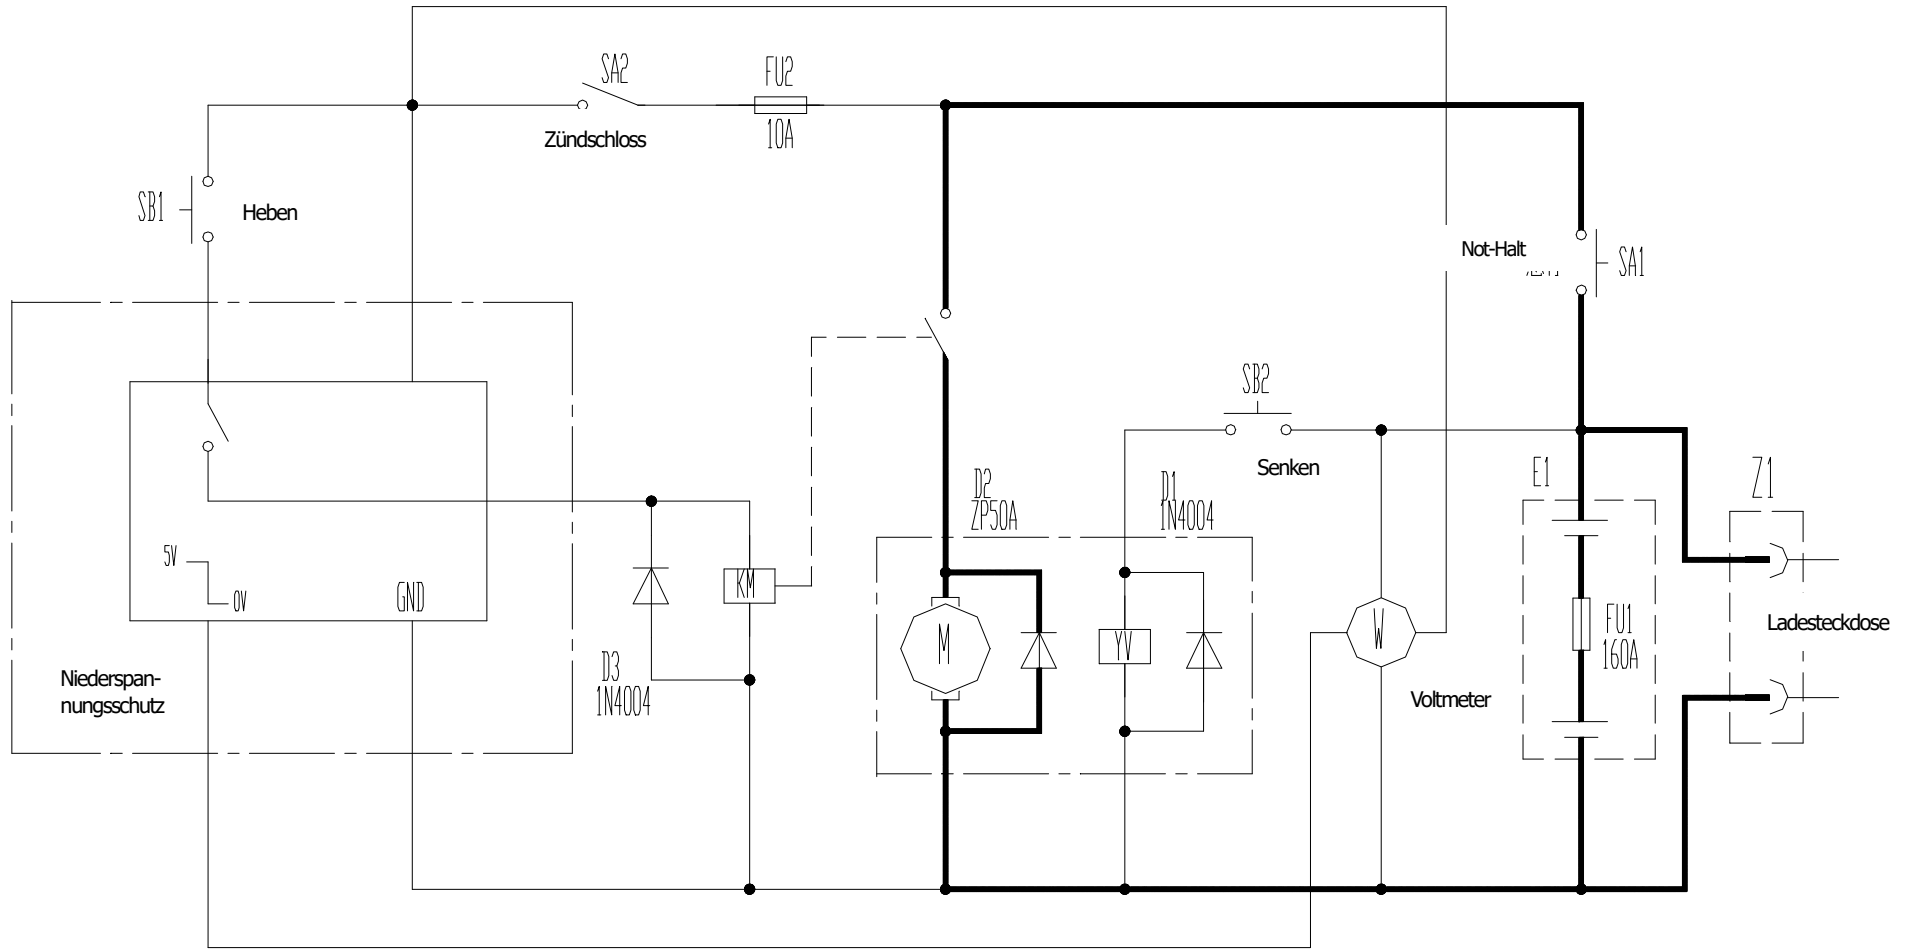 SA2
FU2
Zündschloss
10A
SB1
Heben
Not-Halt
SA1
SB2
Senken
D2
ZP50A
D1
1N4004
E1
Z1
5V
0V
GND
KM
M
YV
W
FU1
160A
Ladesteckdose
Niederspan-
nungsschutz
D3
1N4004
Voltmeter